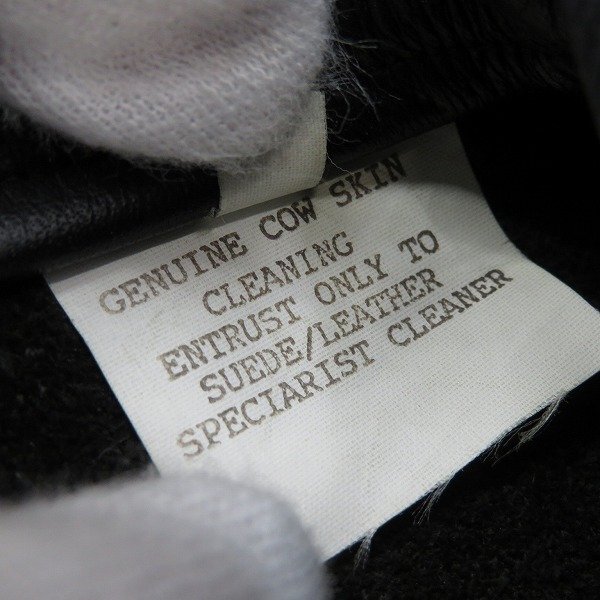 GENUINE COW SKIN
CLEANING
ENTRUST ONLY TO
SUEDE/LEATHER
SPECIARIST CLEANER